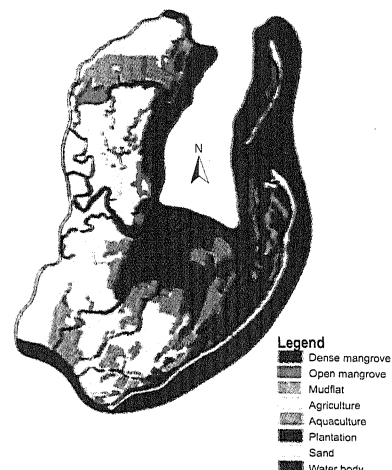 N
Legend
Dense mangrove
Open mangrove
Mudflat
Agriculture
Aquaculture
Plantation
Sand
Water body